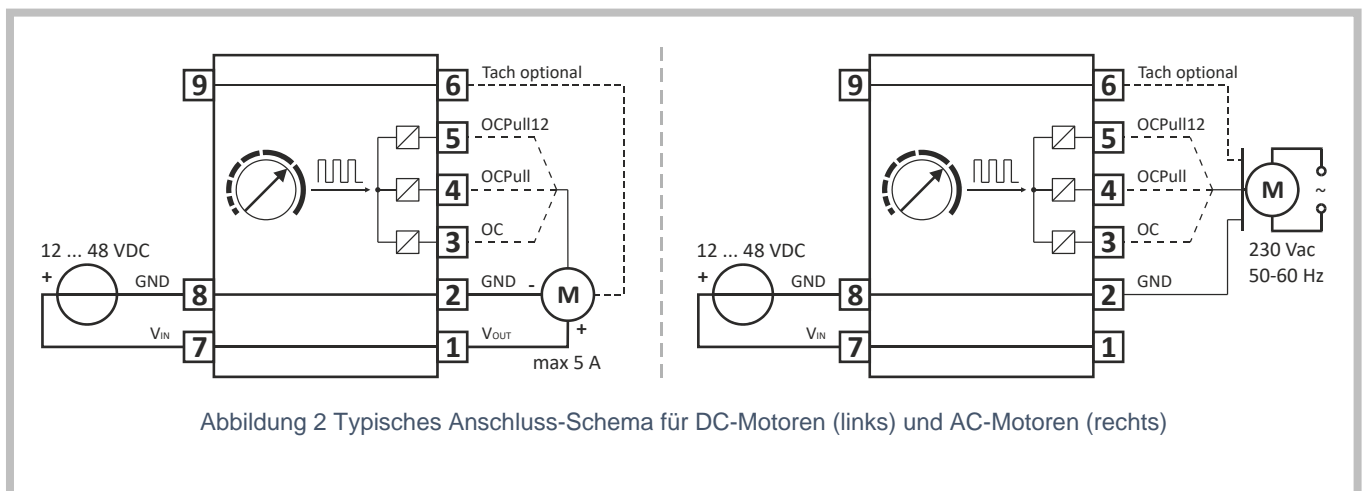 9
6
Tach optional
5
OCPull12
4
OCPull
3
OC
12 ... 48 VDC
+
GND
8
2
GND
-
M
+
VIN
7
1
VOUT
max 5 A
9
6
Tach optional
5
OCPull12
4
OCPull
M
~
3
OC
230 Vac
50-60 Hz
12 ... 48 VDC
+
GND
8
2
GND
VIN
7
1
Abbildung 2 Typisches Anschluss-Schema für DC-Motoren (links) und AC-Motoren (rechts)